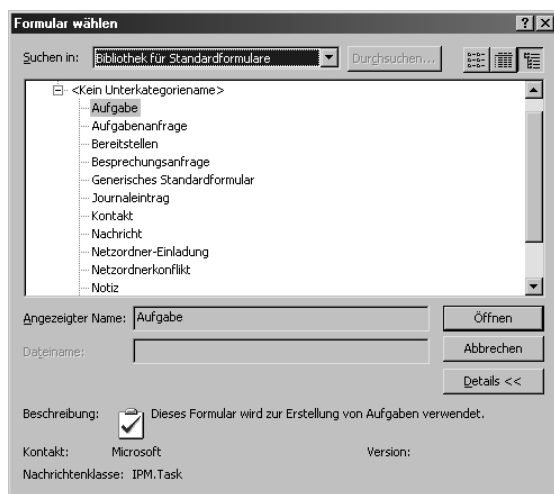 Formular wählen
Suchen in: Bibliothek für Standardformulare Durchsuchen...
<Kein Unterkategoriename>
Aufgabe
Aufgabenanfrage
Bereitstellen
Besprechungsanfrage
Generisches Standardformular
Journaleintrag
Kontakt
Nachricht
Netzordner-Einladung
Netzordnerkonflikt
Notiz
Angezeigter Name: Aufgabe Öffnen
Dateiname: Abbrechen
Details <<
Beschreibung: Dieses Formular wird zur Erstellung von Aufgaben verwendet.
Kontakt: Microsoft Version:
Nachrichtenklasse: IPM.Task